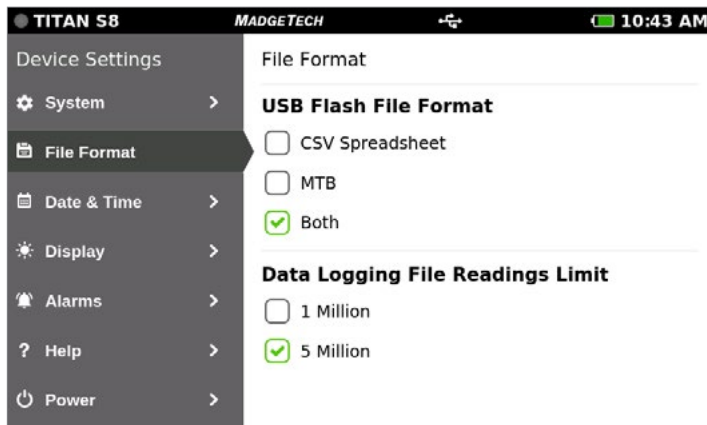 TITAN S8 MADGETECH 10:43 AM
Device Settings
System
File Format
Date & Time
Display
Alarms
? Help
Power
File Format
USB Flash File Format
CSV Spreadsheet
MTB
Both
Data Logging File Readings Limit
1 Million
5 Million